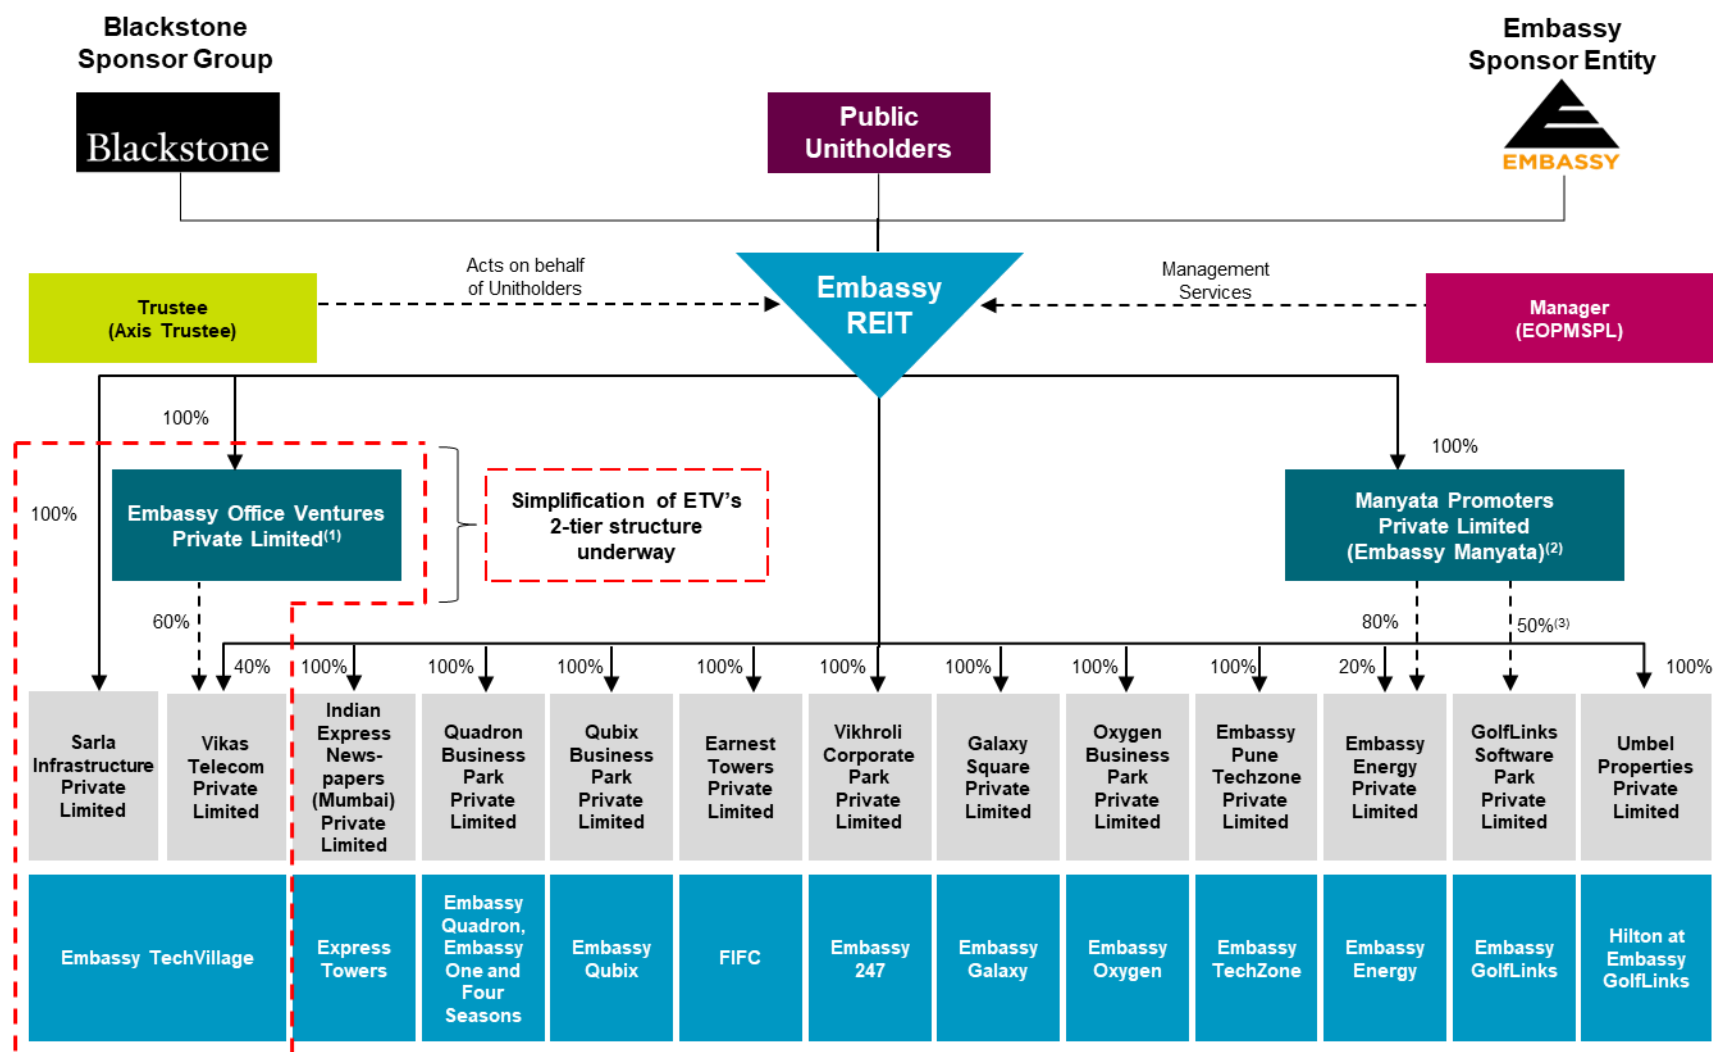 Blackstone
Sponsor Group
Blackstone
Public
Unitholders
Embassy
Sponsor Entity
EMBASSY
Trustee
(Axis Trustee)
Acts on behalf
of Unitholders
Embassy
REIT
Management
Services
Manager
(EOPMSPL)
100%
100%
100%
Embassy Office Ventures
Private Limited(1)
Simplification of ETV's
2-tier structure
underway
Manyata Promoters
Private Limited
(Embassy Manyata)(2)
60%
80%
50%(3)
40%
100%
100%
100%
100%
100%
100%
100%
100%
20%
100%
Sarla
Infrastructure
Private
Limited
Vikas
Telecom
Private
Limited
Indian
Express
News-
papers
(Mumbai)
Private
Limited
Quadron
Business
Park
Private
Limited
Qubix
Business
Park
Private
Limited
Earnest
Towers
Private
Limited
Vikhroli
Corporate
Park
Private
Limited
Galaxy
Square
Private
Limited
Oxygen
Business
Park
Private
Limited
Embassy
Pune
Techzone
Private
Limited
Embassy
Energy
Private
Limited
GolfLinks
Software
Park
Private
Limited
Umbel
Properties
Private
Limited
Embassy TechVillage
Express
Towers
Embassy
Quadron,
Embassy
One and
Four
Seasons
Embassy
Qubix
FIFC
Embassy
247
Embassy
Galaxy
Embassy
Oxygen
Embassy
TechZone
Embassy
Energy
Embassy
GolfLinks
Hilton at
Embassy
GolfLinks